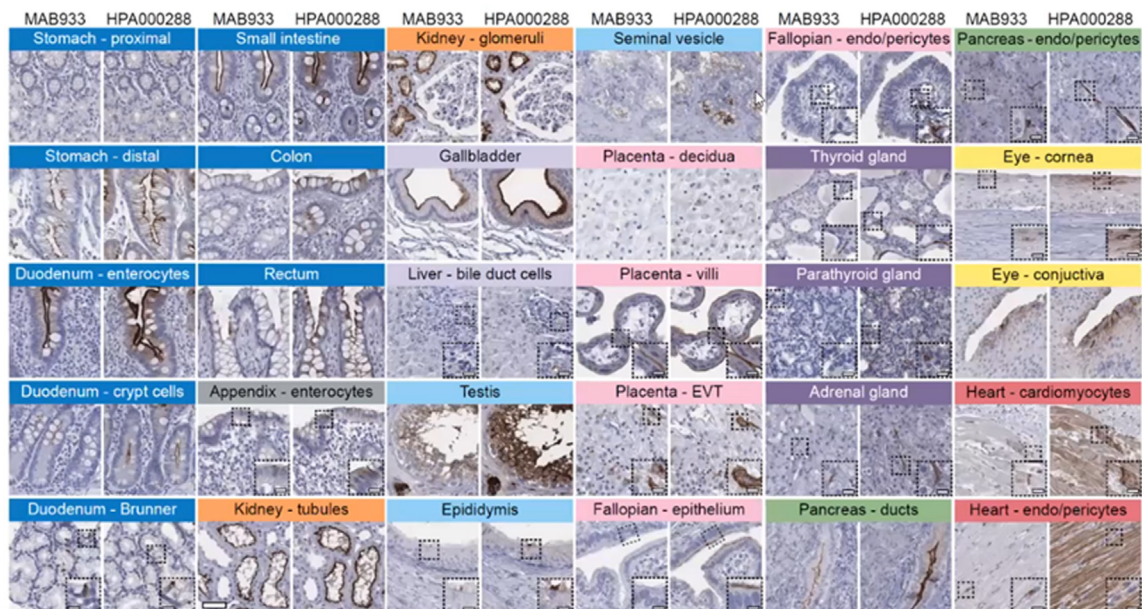 MAB933 HPA000288 MAB933 HPA000288 MAB933 HPA000288 MAB933 HPA000288 MAB933 HPA000288 MAB933 HPA000288
Stomach - proximal Small intestine Kidney - glomeruli Seminal vesicle Fallopian - endo/pericytes Pancreas - endo/pericytes
Stomach - distal Colon Gallbladder Placenta - decidua Thyroid gland Eye - cornea
Duodenum - enterocytes Rectum Liver - bile duct cells Placenta - villi Parathyroid gland Eye - conjuctiva
Duodenum - crypt cells Appendix - enterocytes Testis Placenta - EVT Adrenal gland Heart - cardiomyocytes
Duodenum - Brunner Kidney - tubules Epididymis Fallopian - epithelium Pancreas - ducts Heart - endo/pericytes